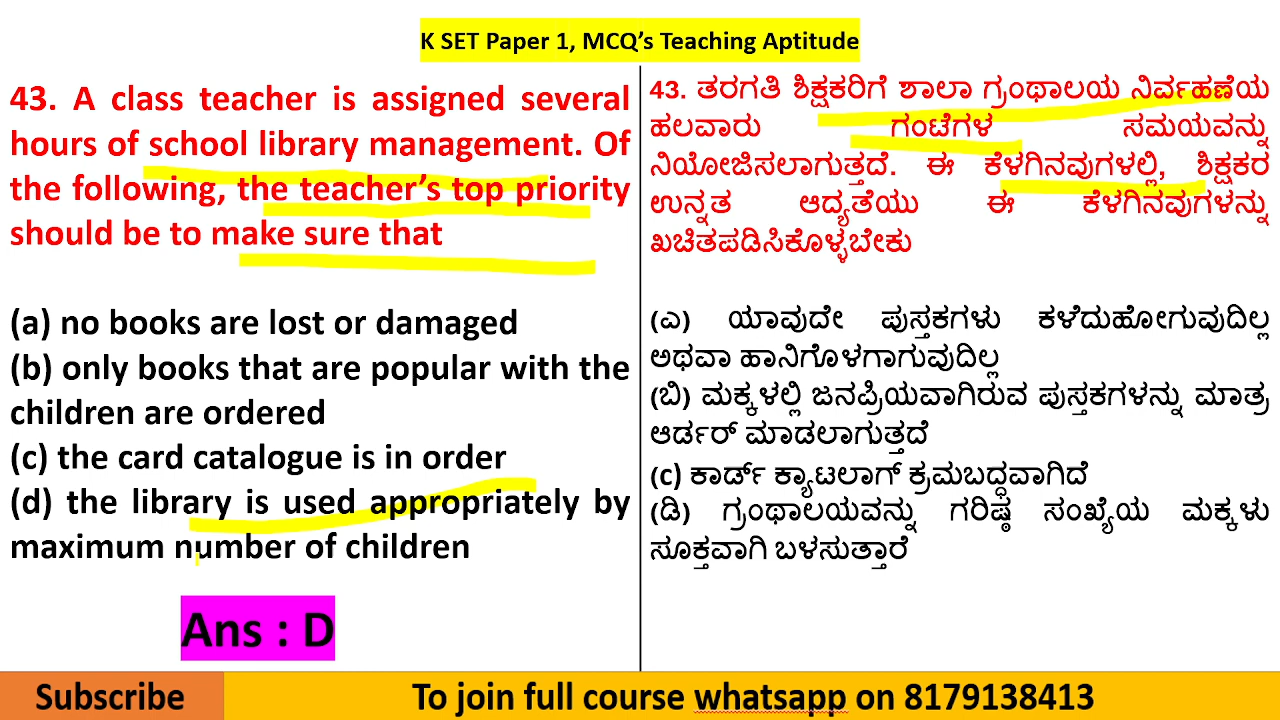 K SET Paper 1, MCQ's Teaching Aptitude
43. A class teacher is assigned several
hours of school library management. Of
the following, the teacher's top priority
should be to make sure that
(a) no books are lost or damaged
(b) only books that are popular with the
children are ordered
(c) the card catalogue is in order
(d) the library is used appropriately by
maximum number of children
Ans : D
43. ತರಗತಿ ಶಿಕ್ಷಕರಿಗೆ ಶಾಲಾ ಗ್ರಂಥಾಲಯ ನಿರ್ವಹಣೆಯ
ಹಲವಾರು ಗಂಟೆಗಳ ಸಮಯವನ್ನು
ನಿಯೋಜಿಸಲಾಗುತ್ತದೆ. ಈ ಕೆಳಗಿನವುಗಳಲ್ಲಿ, ಶಿಕ್ಷಕರ
ಉನ್ನತ ಆದ್ಯತೆಯು ಈ ಕೆಳಗಿನವುಗಳನ್ನು
ಖಚಿತಪಡಿಸಿಕೊಳ್ಳಬೇಕು
(ಎ) ಯಾವುದೇ ಪುಸ್ತಕಗಳು ಕಳೆದುಹೋಗುವುದಿಲ್ಲ
ಅಥವಾ ಹಾನಿಗೊಳಗಾಗುವುದಿಲ್ಲ
(ಬಿ) ಮಕ್ಕಳಲ್ಲಿ ಜನಪ್ರಿಯವಾಗಿರುವ ಪುಸ್ತಕಗಳನ್ನು ಮಾತ್ರ
ಆರ್ಡರ್ ಮಾಡಲಾಗುತ್ತದೆ
(c) ಕಾರ್ಡ್ ಕ್ಯಾಟಲಾಗ್ ಕ್ರಮಬದ್ಧವಾಗಿದೆ
(ಡಿ) ಗ್ರಂಥಾಲಯವನ್ನು ಗರಿಷ್ಠ ಸಂಖ್ಯೆಯ ಮಕ್ಕಳು
ಸೂಕ್ತವಾಗಿ ಬಳಸುತ್ತಾರೆ
Subscribe
To join full course whatsapp on 8179138413